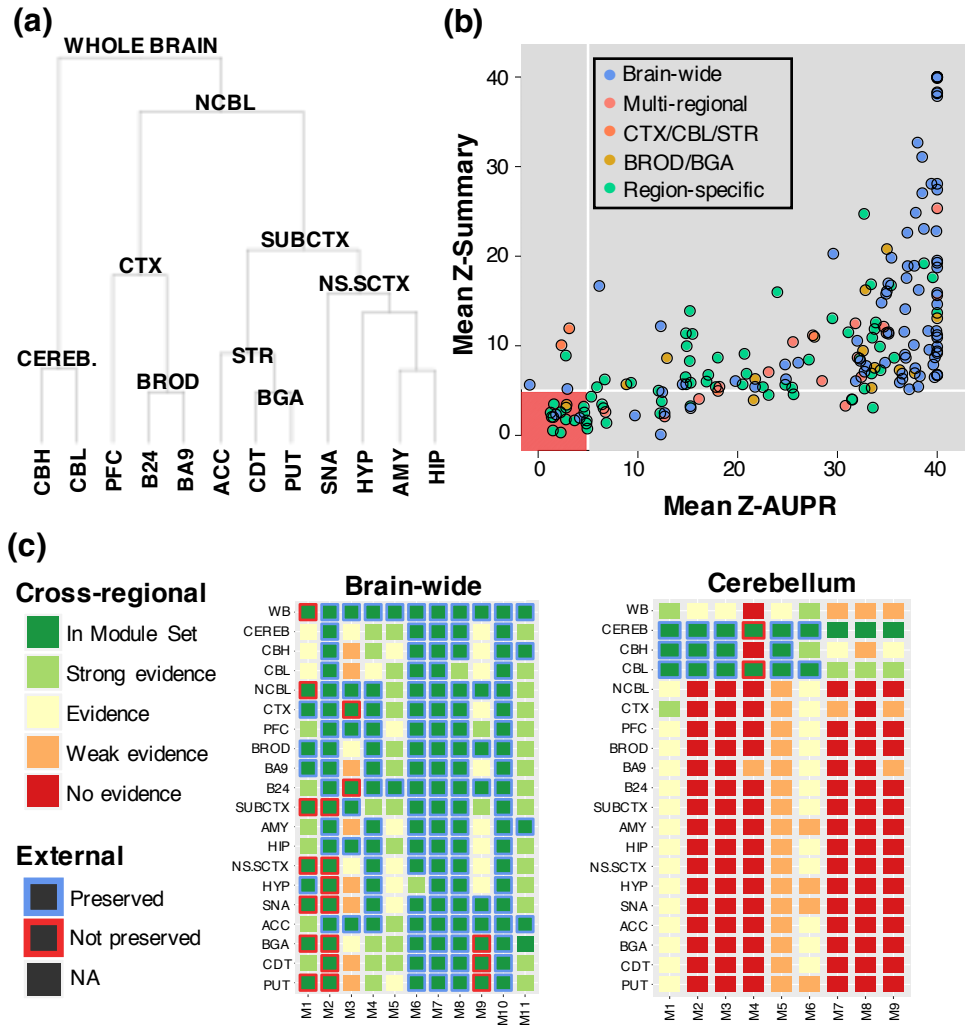 (a)
WHOLE BRAIN
NCBL
SUBCTX
CTX
NS.SCTX
CEREB.
STR
BROD
BGA
CBH
CBL
PFC
B24
BA9
ACC
CDT
PUT
SNA
HYP
AMY
HIP
(b)
Mean Z-Summary
40
30
20
10
0
Brain-wide
Multi-regional
CTX/CBL/STR
BROD/BGA
Region-specific
0 10 20 30 40
Mean Z-AUPR
(c)
Cross-regional
In Module Set
Strong evidence
Evidence
Weak evidence
No evidence
External
Preserved
Not preserved
NA
Brain-wide
WB
CEREB
CBH
CBL
NCBL
CTX
PFC
BROD
BA9
B24
SUBCTX
AMY
HIP
NS.SCTX
HYP
SNA
ACC
BGA
CDT
PUT
M1 M2 M3 M4 M5 M6 M7 M8 M9 M10 M11
Cerebellum
WB
CEREB
CBH
CBL
NCBL
CTX
PFC
BROD
BA9
B24
SUBCTX
AMY
HIP
NS.SCTX
HYP
SNA
ACC
BGA
CDT
PUT
M1 M2 M3 M4 M5 M6 M7 M8 M9